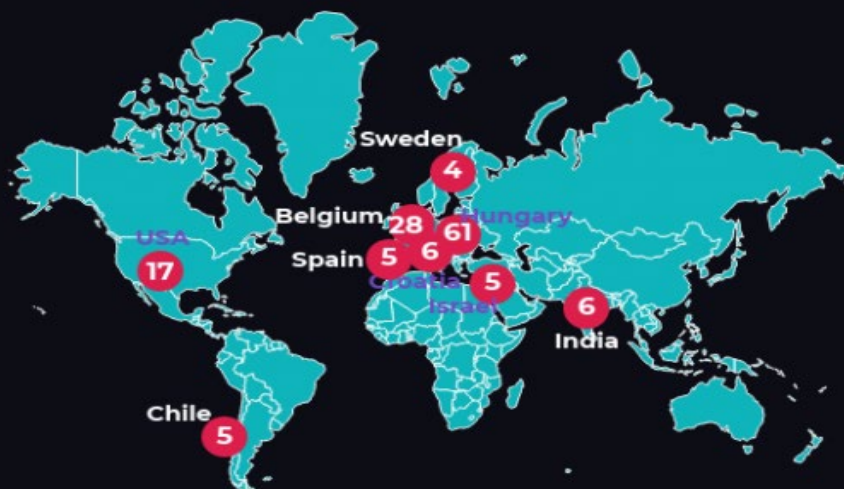 Sweden
4
Belgium
28
Hungary
61
USA
17
Spain
5
6
Croatia
5
Israel
6
India
Chile
5